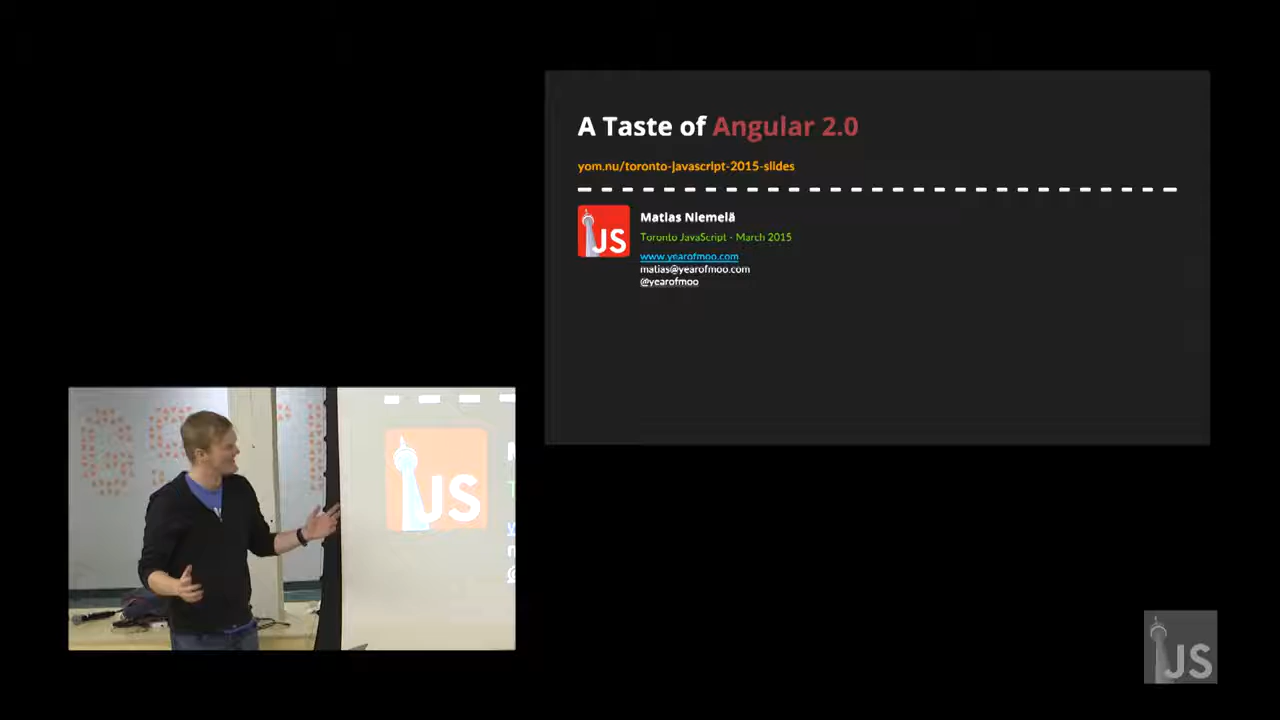 A Taste of Angular 2.0
yom.nu/toronto-javascript-2015-slides
JS
Matias Niemelä
Toronto JavaScript - March 2015
www.yearofmoo.com
matias@yearofmoo.com
@yearofmoo
JS
JS